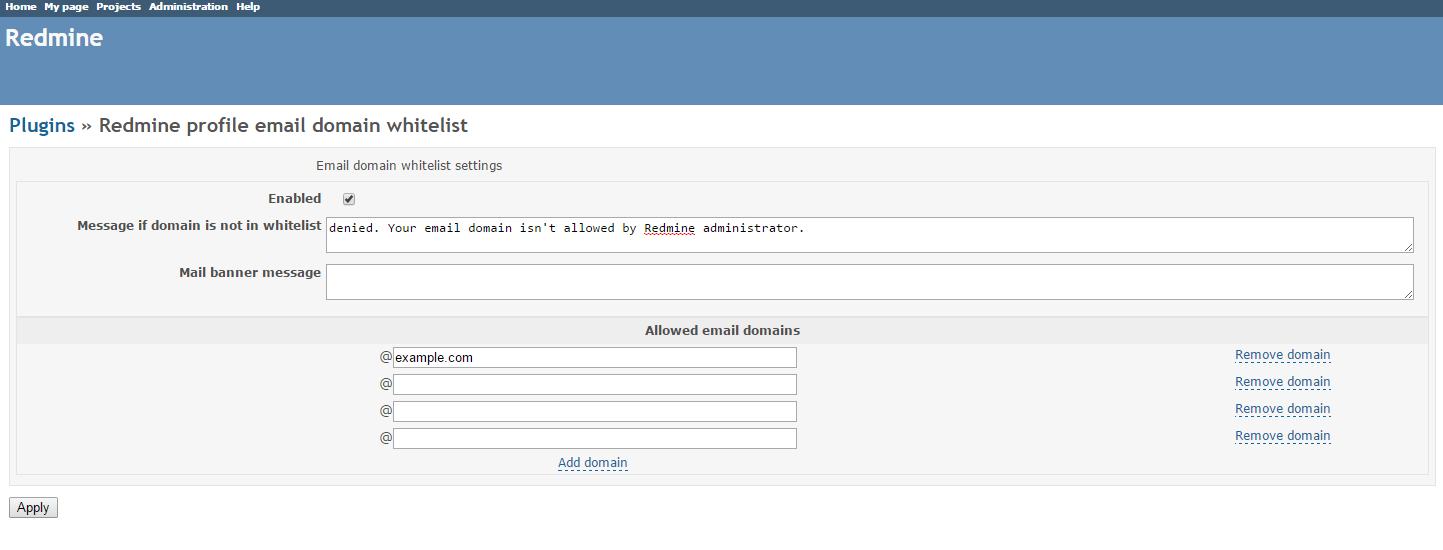 Home My page Projects Administration Help
Redmine
Plugins » Redmine profile email domain whitelist
Email domain whitelist settings
Enabled
Message if domain is not in whitelist denied. Your email domain isn't allowed by Redmine administrator.
Mail banner message
Allowed email domains
@example.com Remove domain
@ Remove domain
@ Remove domain
@ Remove domain
Add domain
Apply